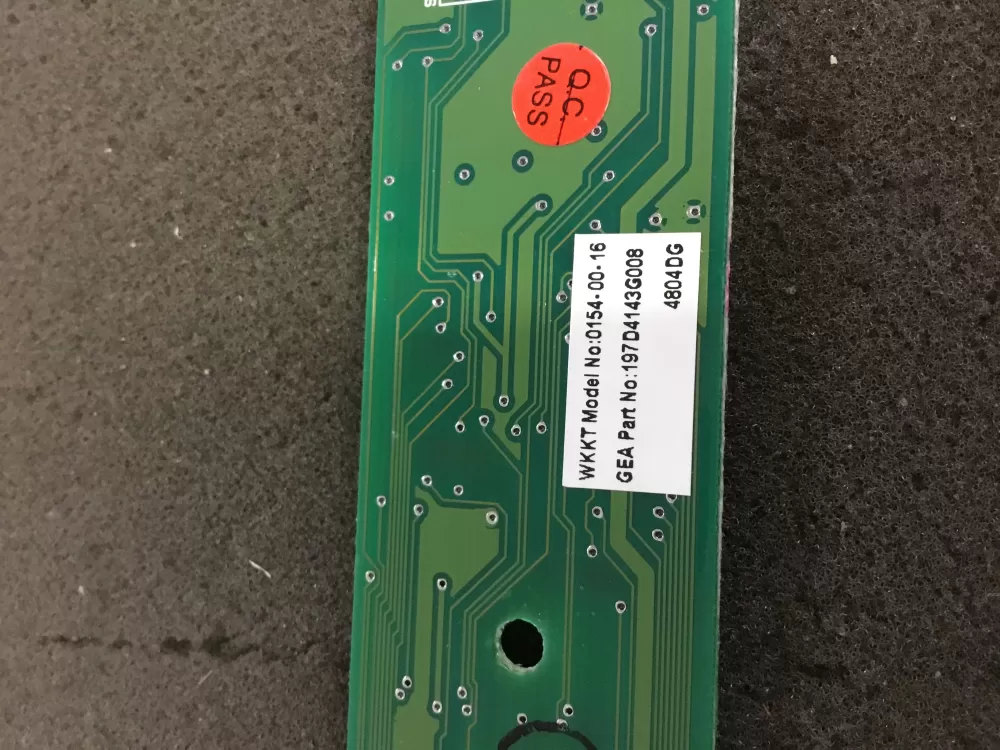 Q.C.
PASS
WKKT Model No:0154-00-16
GEA Part No:197D4143G008
4804DG